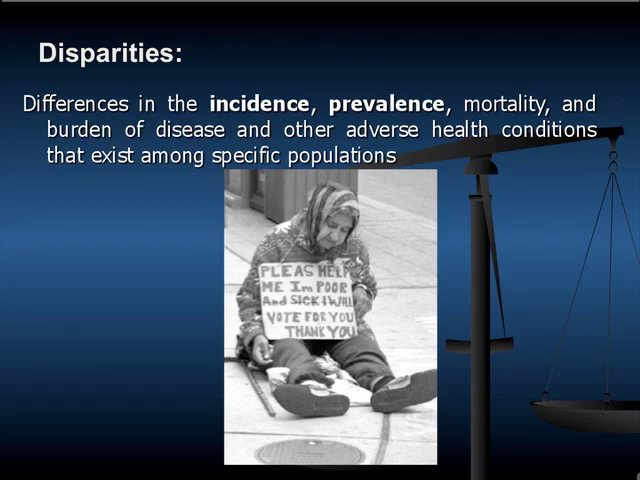 Disparities:
Differences in the incidence, prevalence, mortality, and
burden of disease and other adverse health conditions
that exist among specific populations
PLEAS HELP
ME Im POOR
And SICK I WILL
VOTE FOR YOU
THANK YOU